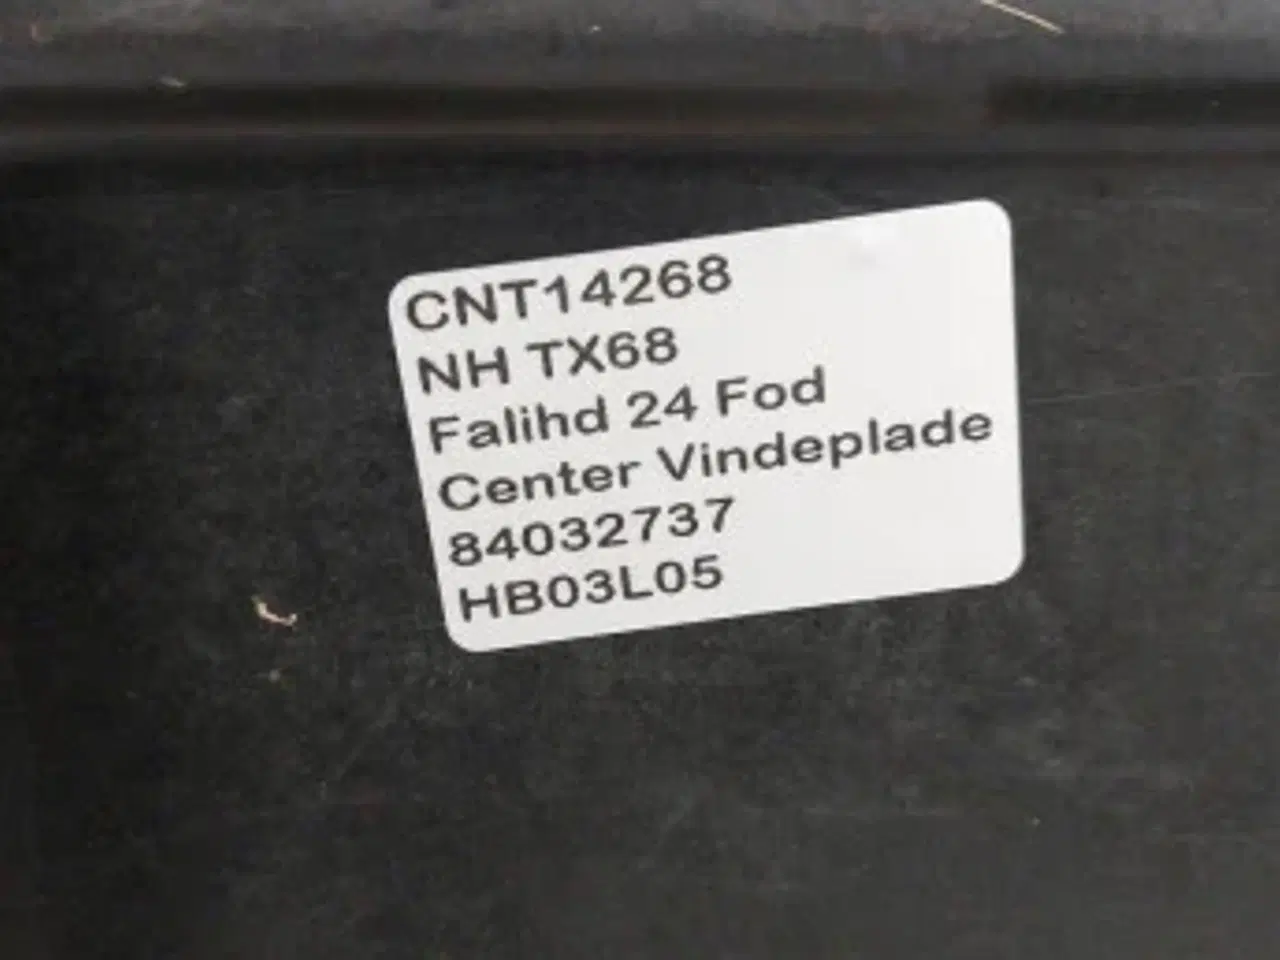 CNT14268
NH TX68
Falihd 24 Fod
Center Vindeplade
84032737
HB03L05